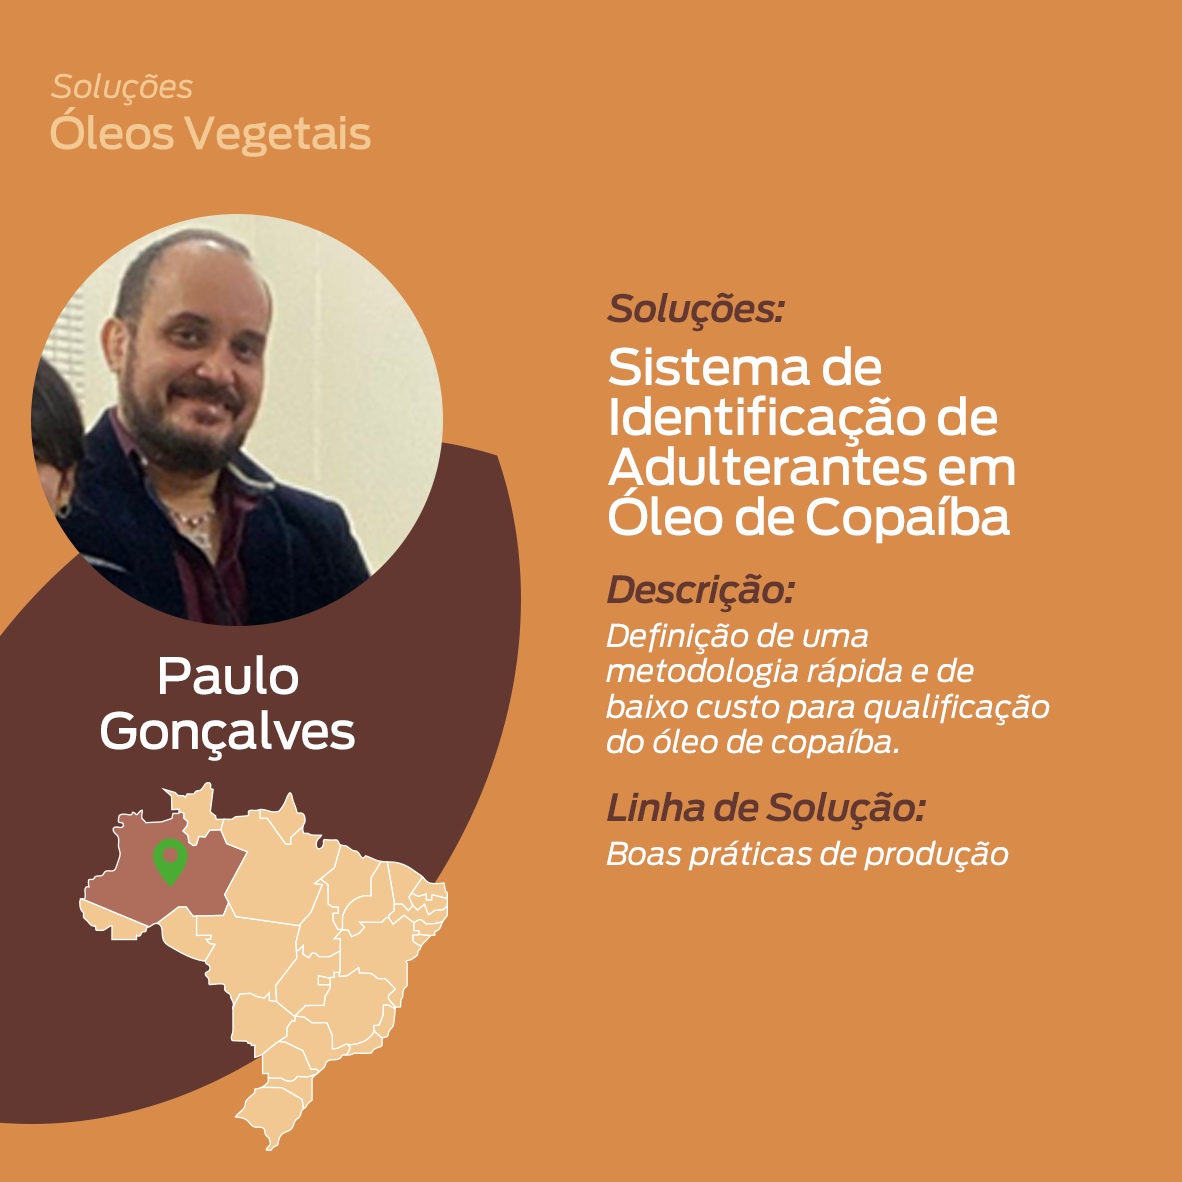 Soluções
Óleos Vegetais
Paulo
Gonçalves
Soluções:
Sistema de
Identificação de
Adulterantes em
Óleo de Copaíba
Descrição:
Definição de uma
metodologia rápida e de
baixo custo para qualificação
do óleo de copaíba.
Linha de Solução:
Boas práticas de produção